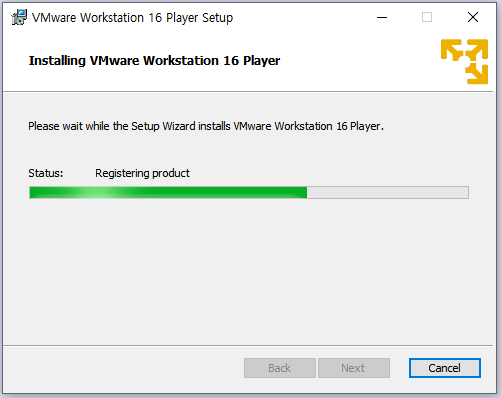 VMware Workstation 16 Player Setup
Installing VMware Workstation 16 Player
Please wait while the Setup Wizard installs VMware Workstation 16 Player.
Status: Registering product
Back Next Cancel